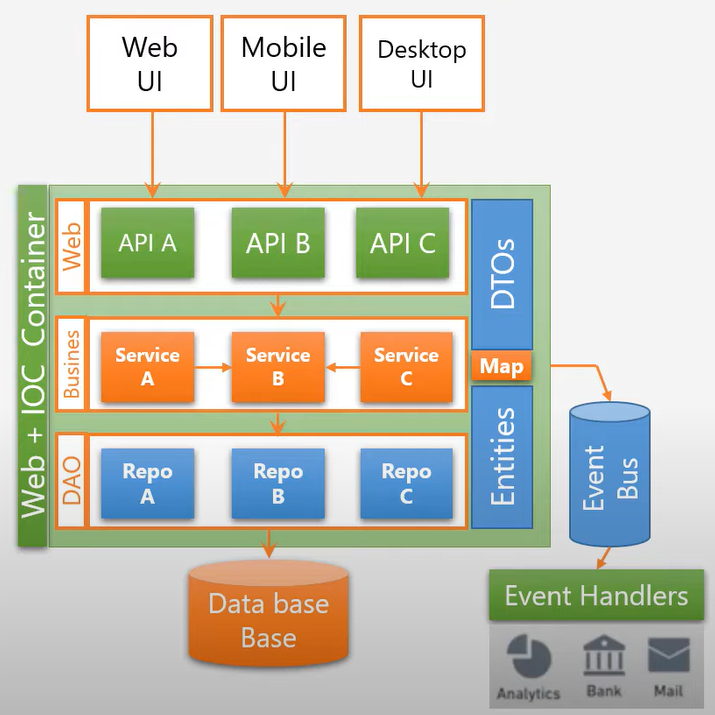 Web
UI
Mobile
UI
Desktop
UI
Web + IOC Container
Web
API A
API B
API C
DTOs
Busines
Service
A
Service
B
Service
C
Map
DAO
Repo
A
Repo
B
Repo
C
Entities
Event
Bus
Data base
Base
Event Handlers
Analytics
Bank
Mail